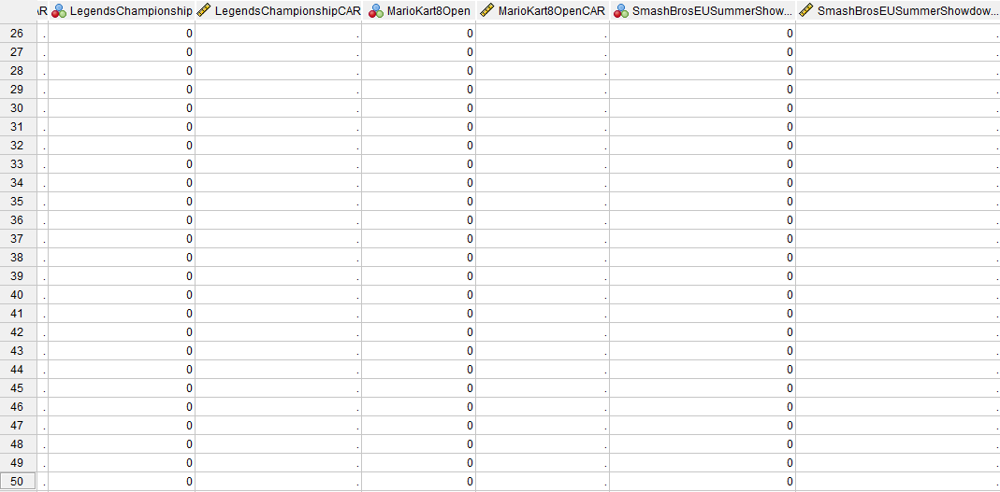 AR LegendsChampionship LegendsChampionshipCAR MarioKart8Open MarioKart8OpenCAR SmashBrosEUSummerShow... SmashBrosEUSummerShowdow...
26 . 0 . 0 . 0 .
27 . 0 . 0 . 0 .
28 . 0 . 0 . 0 .
29 . 0 . 0 . 0 .
30 . 0 . 0 . 0 .
31 . 0 . 0 . 0 .
32 . 0 . 0 . 0 .
33 . 0 . 0 . 0 .
34 . 0 . 0 . 0 .
35 . 0 . 0 . 0 .
36 . 0 . 0 . 0 .
37 . 0 . 0 . 0 .
38 . 0 . 0 . 0 .
39 . 0 . 0 . 0 .
40 . 0 . 0 . 0 .
41 . 0 . 0 . 0 .
42 . 0 . 0 . 0 .
43 . 0 . 0 . 0 .
44 . 0 . 0 . 0 .
45 . 0 . 0 . 0 .
46 . 0 . 0 . 0 .
47 . 0 . 0 . 0 .
48 . 0 . 0 . 0 .
49 . 0 . 0 . 0 .
50 . 0 . 0 . 0 .